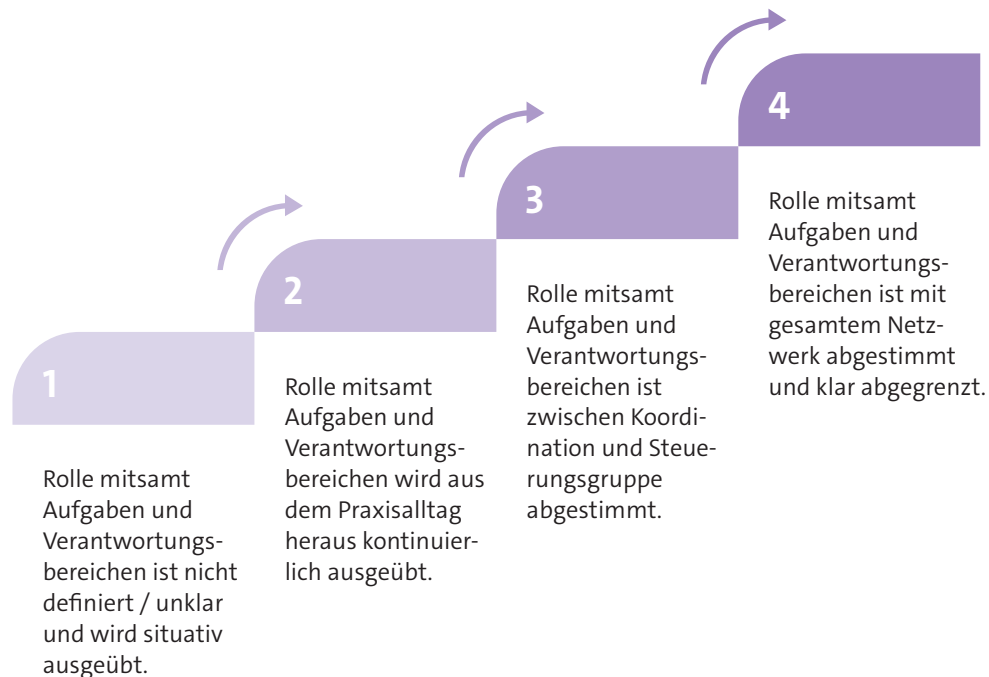 1
Rolle mitsamt
Aufgaben und
Verantwortungs-
bereichen ist nicht
definiert / unklar
und wird situativ
ausgeübt.
2
Rolle mitsamt
Aufgaben und
Verantwortungs-
bereichen wird aus
dem Praxisalltag
heraus kontinuier-
lich ausgeübt.
3
Rolle mitsamt
Aufgaben und
Verantwortungs-
bereichen ist
zwischen Koordi-
nation und Steue-
rungsgruppe
abgestimmt.
4
Rolle mitsamt
Aufgaben und
Verantwortungs-
bereichen ist mit
gesamtem Netz-
werk abgestimmt
und klar abgegrenzt.